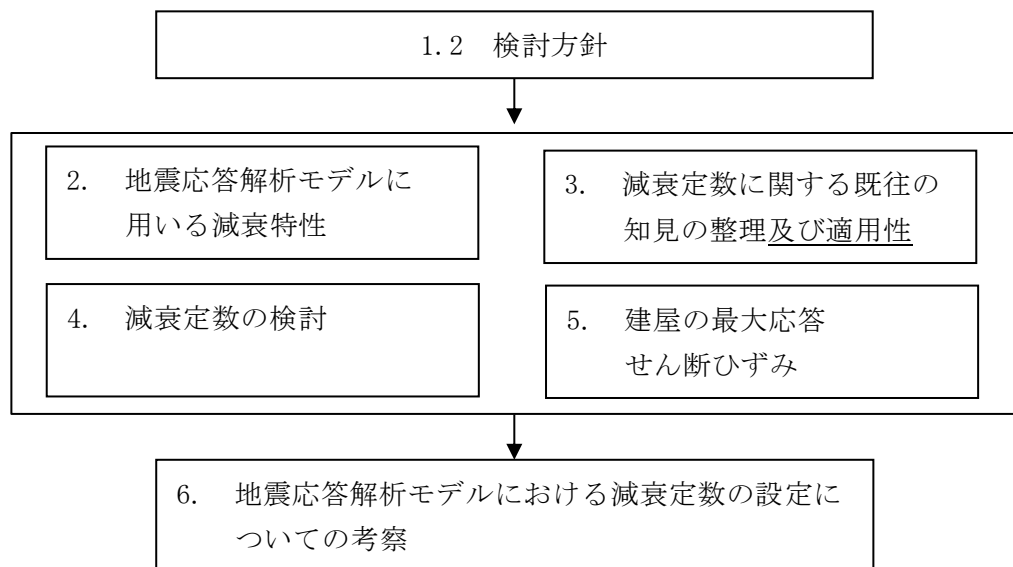 1.2 検討方針
2. 地震応答解析モデルに
用いる減衰特性
3. 減衰定数に関する既往の
知見の整理及び適用性
4. 減衰定数の検討
5. 建屋の最大応答
せん断ひずみ
6. 地震応答解析モデルにおける減衰定数の設定に
ついての考察